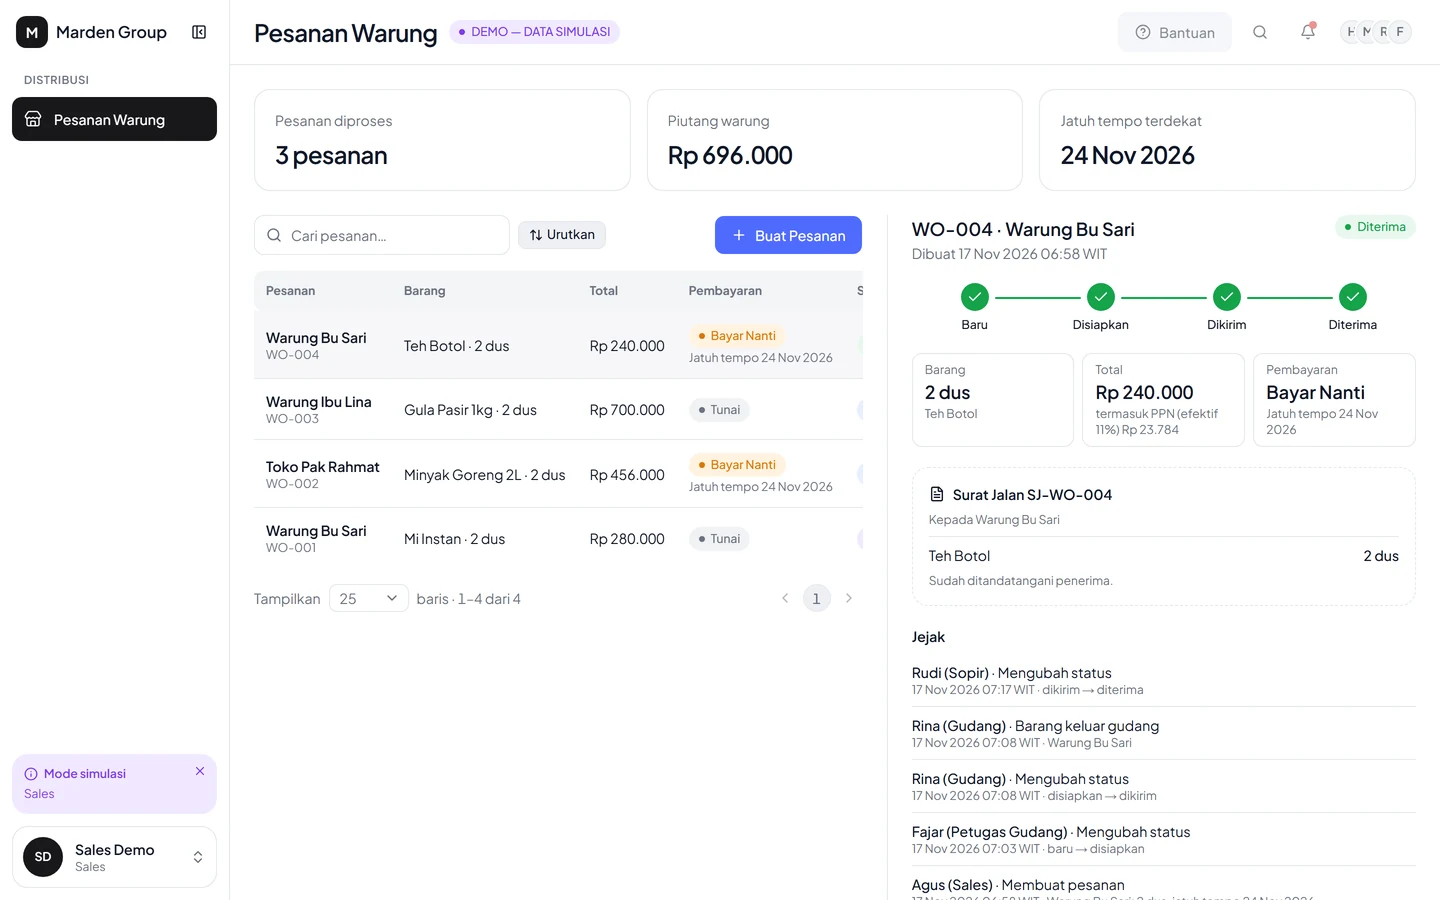 M Marden Group
DISTRIBUSI
Pesanan Warung
Mode simulasi
Sales
SD
Sales Demo
Sales
Pesanan Warung
DEMO — DATA SIMULASI
Bantuan
H M R F
Pesanan diproses
3 pesanan
Piutang warung
Rp 696.000
Jatuh tempo terdekat
24 Nov 2026
Cari pesanan...
Urutkan
Buat Pesanan
Pesanan Barang Total Pembayaran S
Warung Bu Sari
WO-004
Teh Botol · 2 dus
Rp 240.000
Bayar Nanti
Jatuh tempo 24 Nov 2026
Warung Ibu Lina
WO-003
Gula Pasir 1kg · 2 dus
Rp 700.000
Tunai
Toko Pak Rahmat
WO-002
Minyak Goreng 2L · 2 dus
Rp 456.000
Bayar Nanti
Jatuh tempo 24 Nov 2026
Warung Bu Sari
WO-001
Mi Instan · 2 dus
Rp 280.000
Tunai
Tampilkan 25 baris · 1–4 dari 4
1
WO-004 · Warung Bu Sari
Diterima
Dibuat 17 Nov 2026 06:58 WIT
Baru Disiapkan Dikirim Diterima
Barang
2 dus
Teh Botol
Total
Rp 240.000
termasuk PPN (efektif
11%) Rp 23.784
Pembayaran
Bayar Nanti
Jatuh tempo 24 Nov
2026
Surat Jalan SJ-WO-004
Kepada Warung Bu Sari
Teh Botol 2 dus
Sudah ditandatangani penerima.
Jejak
Rudi (Sopir) · Mengubah status
17 Nov 2026 07:17 WIT · dikirim → diterima
Rina (Gudang) · Barang keluar gudang
17 Nov 2026 07:08 WIT · Warung Bu Sari
Rina (Gudang) · Mengubah status
17 Nov 2026 07:08 WIT · disiapkan → dikirim
Fajar (Petugas Gudang) · Mengubah status
17 Nov 2026 07:03 WIT · baru → disiapkan
Agus (Sales) · Membuat pesanan